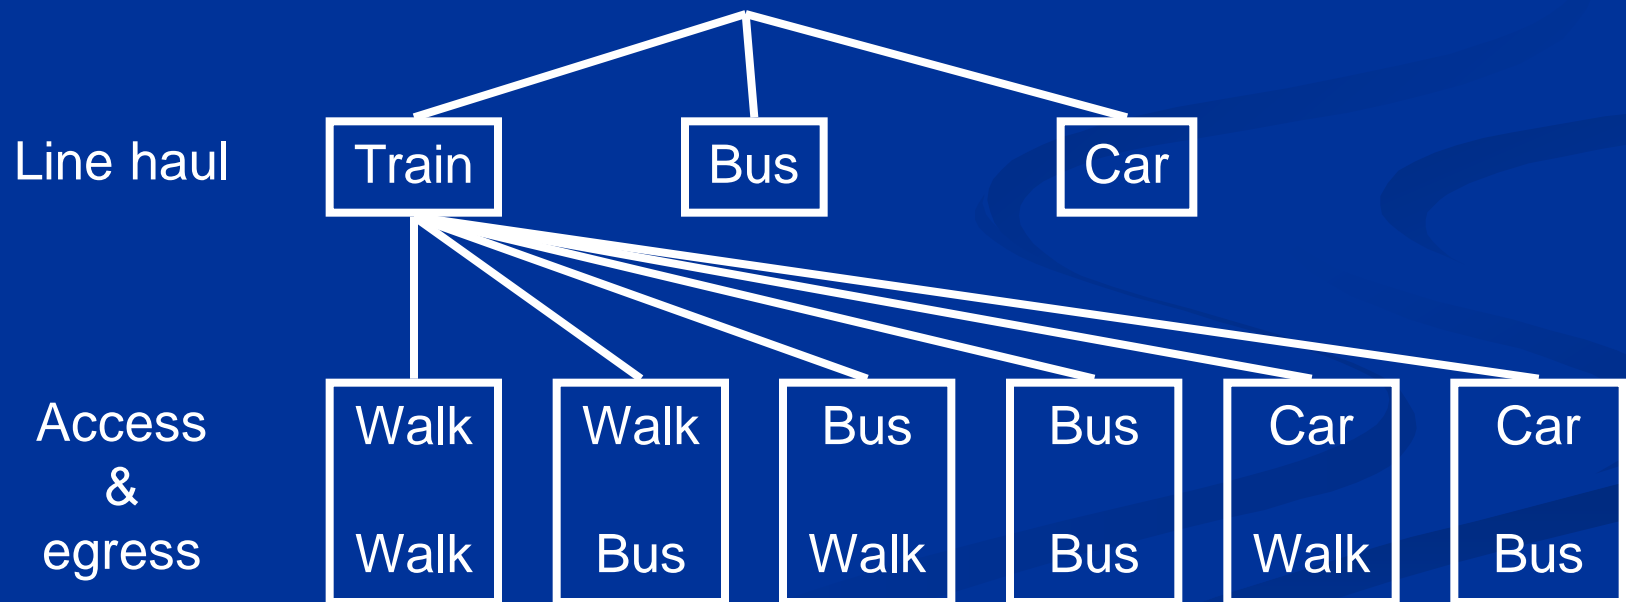 Line haul Train Bus Car
Access Walk Walk Bus Bus Car Car
&
egress Walk Bus Walk Bus Walk Bus